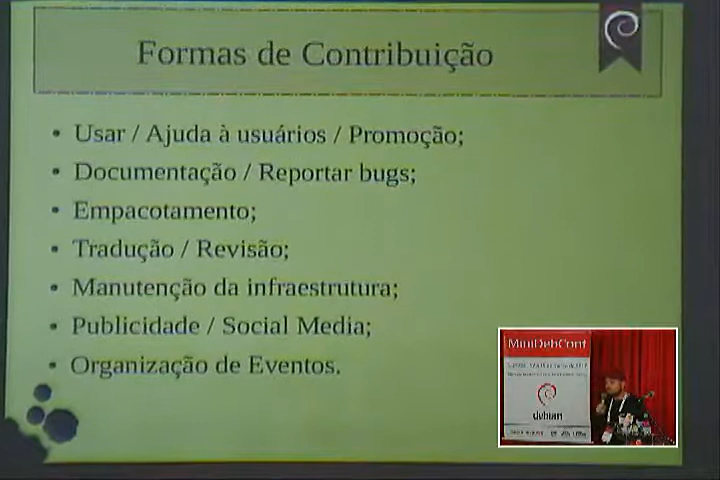 Formas de Contribuição
• Usar / Ajuda à usuários / Promoção;
• Documentação / Reportar bugs;
• Empacotamento;
• Tradução / Revisão;
• Manutenção da infraestrutura;
• Publicidade / Social Media;
• Organização de Eventos.
MiniDebConf
debian